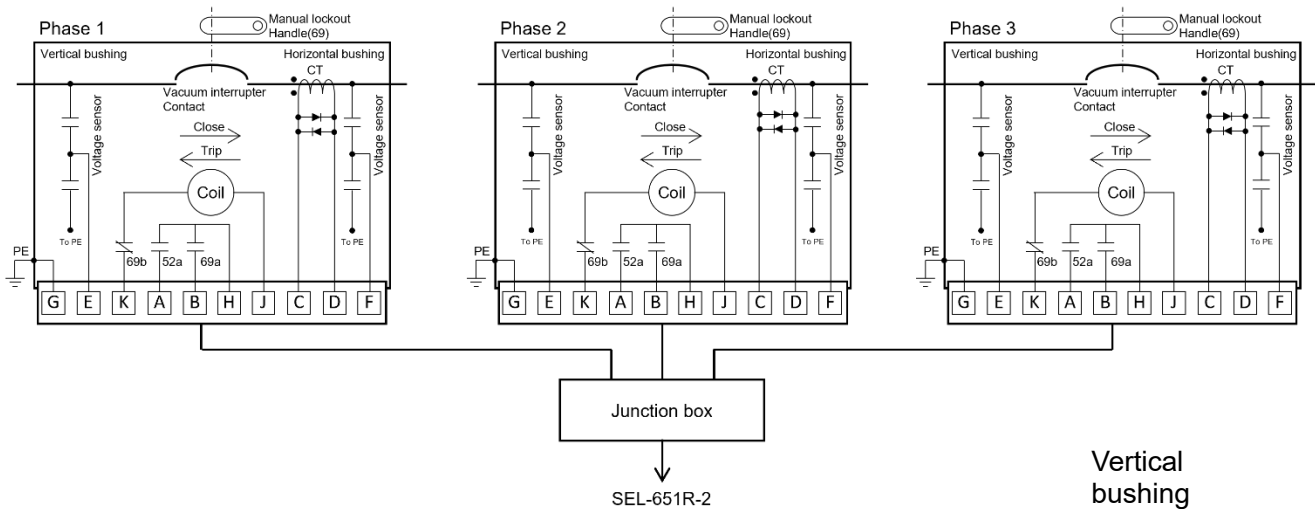 Phase 1
Manual lockout
Handle(69)
Vertical bushing
Horizontal bushing
CT
Vacuum interrupter
Contact
Voltage sensor
Close
Trip
Voltage sensor
Coil
To PE
To PE
PE
69b
52a
69a
G E K A B H J C D F
Phase 2
Manual lockout
Handle(69)
Vertical bushing
Horizontal bushing
CT
Vacuum interrupter
Contact
Voltage sensor
Close
Trip
Voltage sensor
Coil
To PE
To PE
PE
69b
52a
69a
G E K A B H J C D F
Phase 3
Manual lockout
Handle(69)
Vertical bushing
Horizontal bushing
CT
Vacuum interrupter
Contact
Voltage sensor
Close
Trip
Voltage sensor
Coil
To PE
To PE
PE
69b
52a
69a
G E K A B H J C D F
Junction box
SEL-651R-2
Vertical
bushing